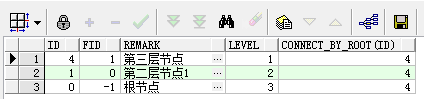 ID FID REMARK LEVEL CONNECT_BY_ROOT(ID)
1 4 1 第三层节点 … 1 4
2 1 0 第二层节点1 … 2 4
3 0 -1 根节点 … 3 4